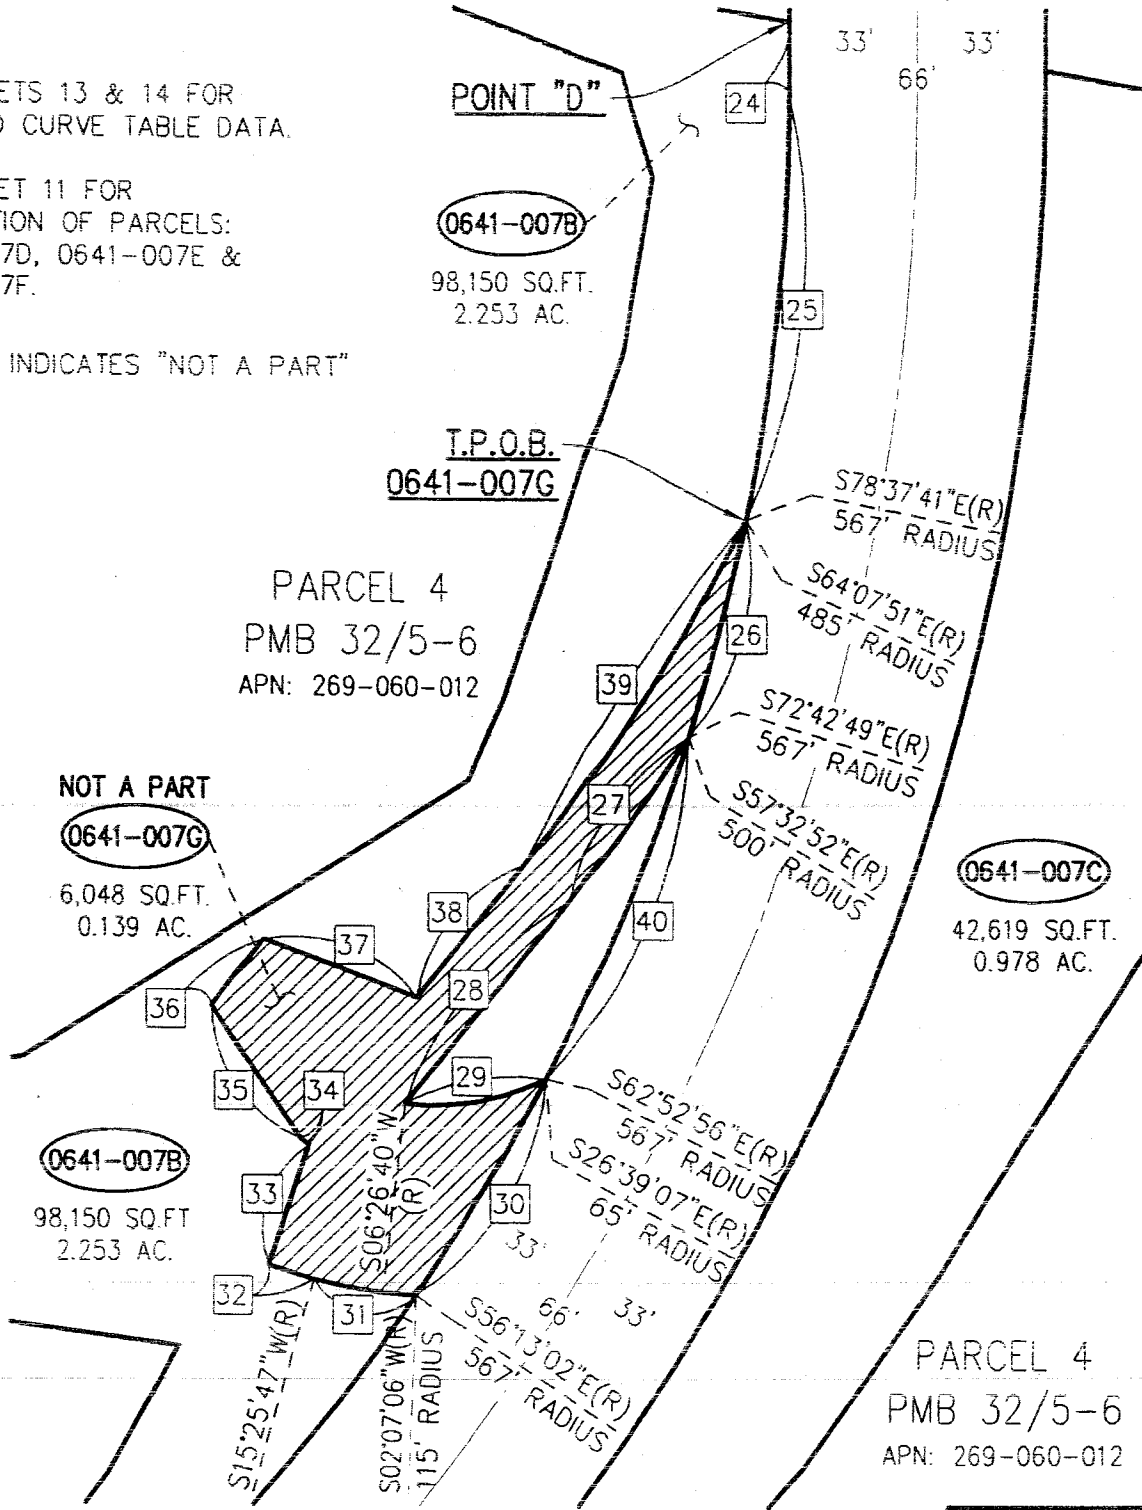 ETS 13 & 14 FOR
D CURVE TABLE DATA.
ET 11 FOR
TION OF PARCELS:
7D, 0641-007E &
7F.
INDICATES "NOT A PART"
POINT "D"
24
33'
33'
66'
0641-007B
98,150 SQ.FT.
2.253 AC.
25
T.P.O.B.
0641-007G
S78°37'41"E(R)
567' RADIUS
S64°07'51"E(R)
485' RADIUS
PARCEL 4
PMB 32/5-6
APN: 269-060-012
26
39
S72°42'49"E(R)
567' RADIUS
NOT A PART
0641-007G
6,048 SQ.FT.
0.139 AC.
27
S57°32'52"E(R)
500' RADIUS
0641-007C
42,619 SQ.FT.
0.978 AC.
38
40
37
36
28
35
34
29
S62°52'56"E(R)
567' RADIUS
S26°39'07"E(R)
65' RADIUS
0641-007B
98,150 SQ.FT
2.253 AC.
33
S06°26'40"W
(R)
30
33'
66'
33'
32
31
S15°25'47"W(R)
S02°07'06"W(R)
115' RADIUS
S56°13'02"E(R)
567' RADIUS
PARCEL 4
PMB 32/5-6
APN: 269-060-012